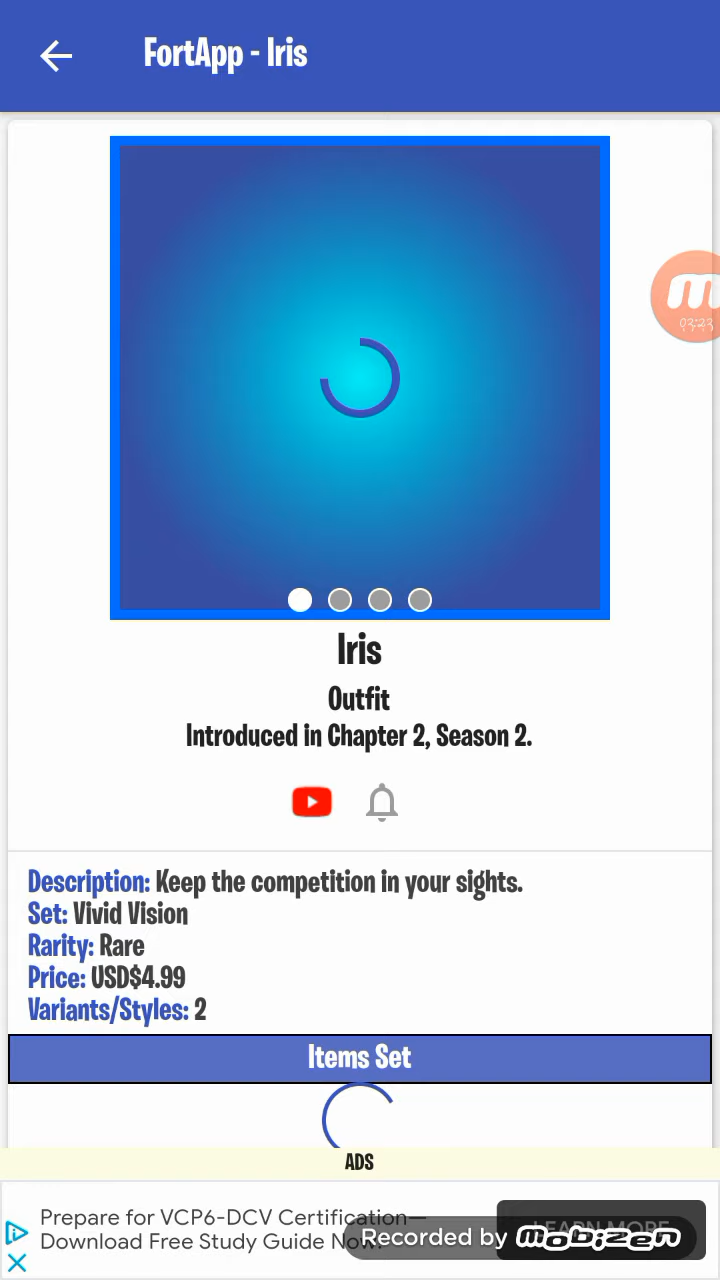 FortApp - Iris
Iris
Outfit
Introduced in Chapter 2, Season 2.
Description: Keep the competition in your sights.
Set: Vivid Vision
Rarity: Rare
Price: USD$4.99
Variants/Styles: 2
Items Set
ADS
Prepare for VCP6-DCV Certification—
Download Free Study Guide Now!
LEARN MORE
Recorded by mobizen